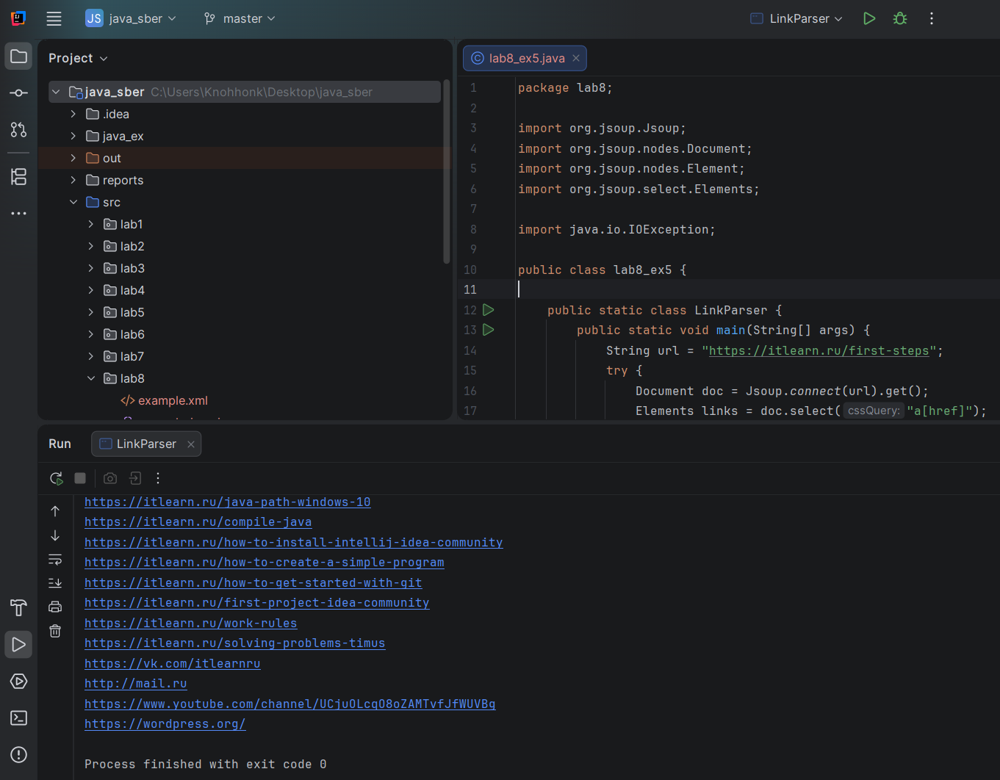 JS java_sber
master
LinkParser
Project
java_sber C:\Users\Knohhonk\Desktop\java_sber
.idea
java_ex
out
reports
src
lab1
lab2
lab3
lab4
lab5
lab6
lab7
lab8
</> example.xml
lab8_ex5.java
1 package lab8;
2
3 import org.jsoup.Jsoup;
4 import org.jsoup.nodes.Document;
5 import org.jsoup.nodes.Element;
6 import org.jsoup.select.Elements;
7
8 import java.io.IOException;
9
10 public class lab8_ex5 {
11
12 public static class LinkParser {
13 public static void main(String[] args) {
14 String url = "https://itlearn.ru/first-steps";
15 try {
16 Document doc = Jsoup.connect(url).get();
17 Elements links = doc.select( cssQuery: "a[href]");
Run
LinkParser
https://itlearn.ru/java-path-windows-10
https://itlearn.ru/compile-java
https://itlearn.ru/how-to-install-intellij-idea-community
https://itlearn.ru/how-to-create-a-simple-program
https://itlearn.ru/how-to-get-started-with-git
https://itlearn.ru/first-project-idea-community
https://itlearn.ru/work-rules
https://itlearn.ru/solving-problems-timus
https://vk.com/itlearnru
http://mail.ru
https://www.youtube.com/channel/UCjuOLcqO8oZAMTvfJfWUVBg
https://wordpress.org/
Process finished with exit code 0